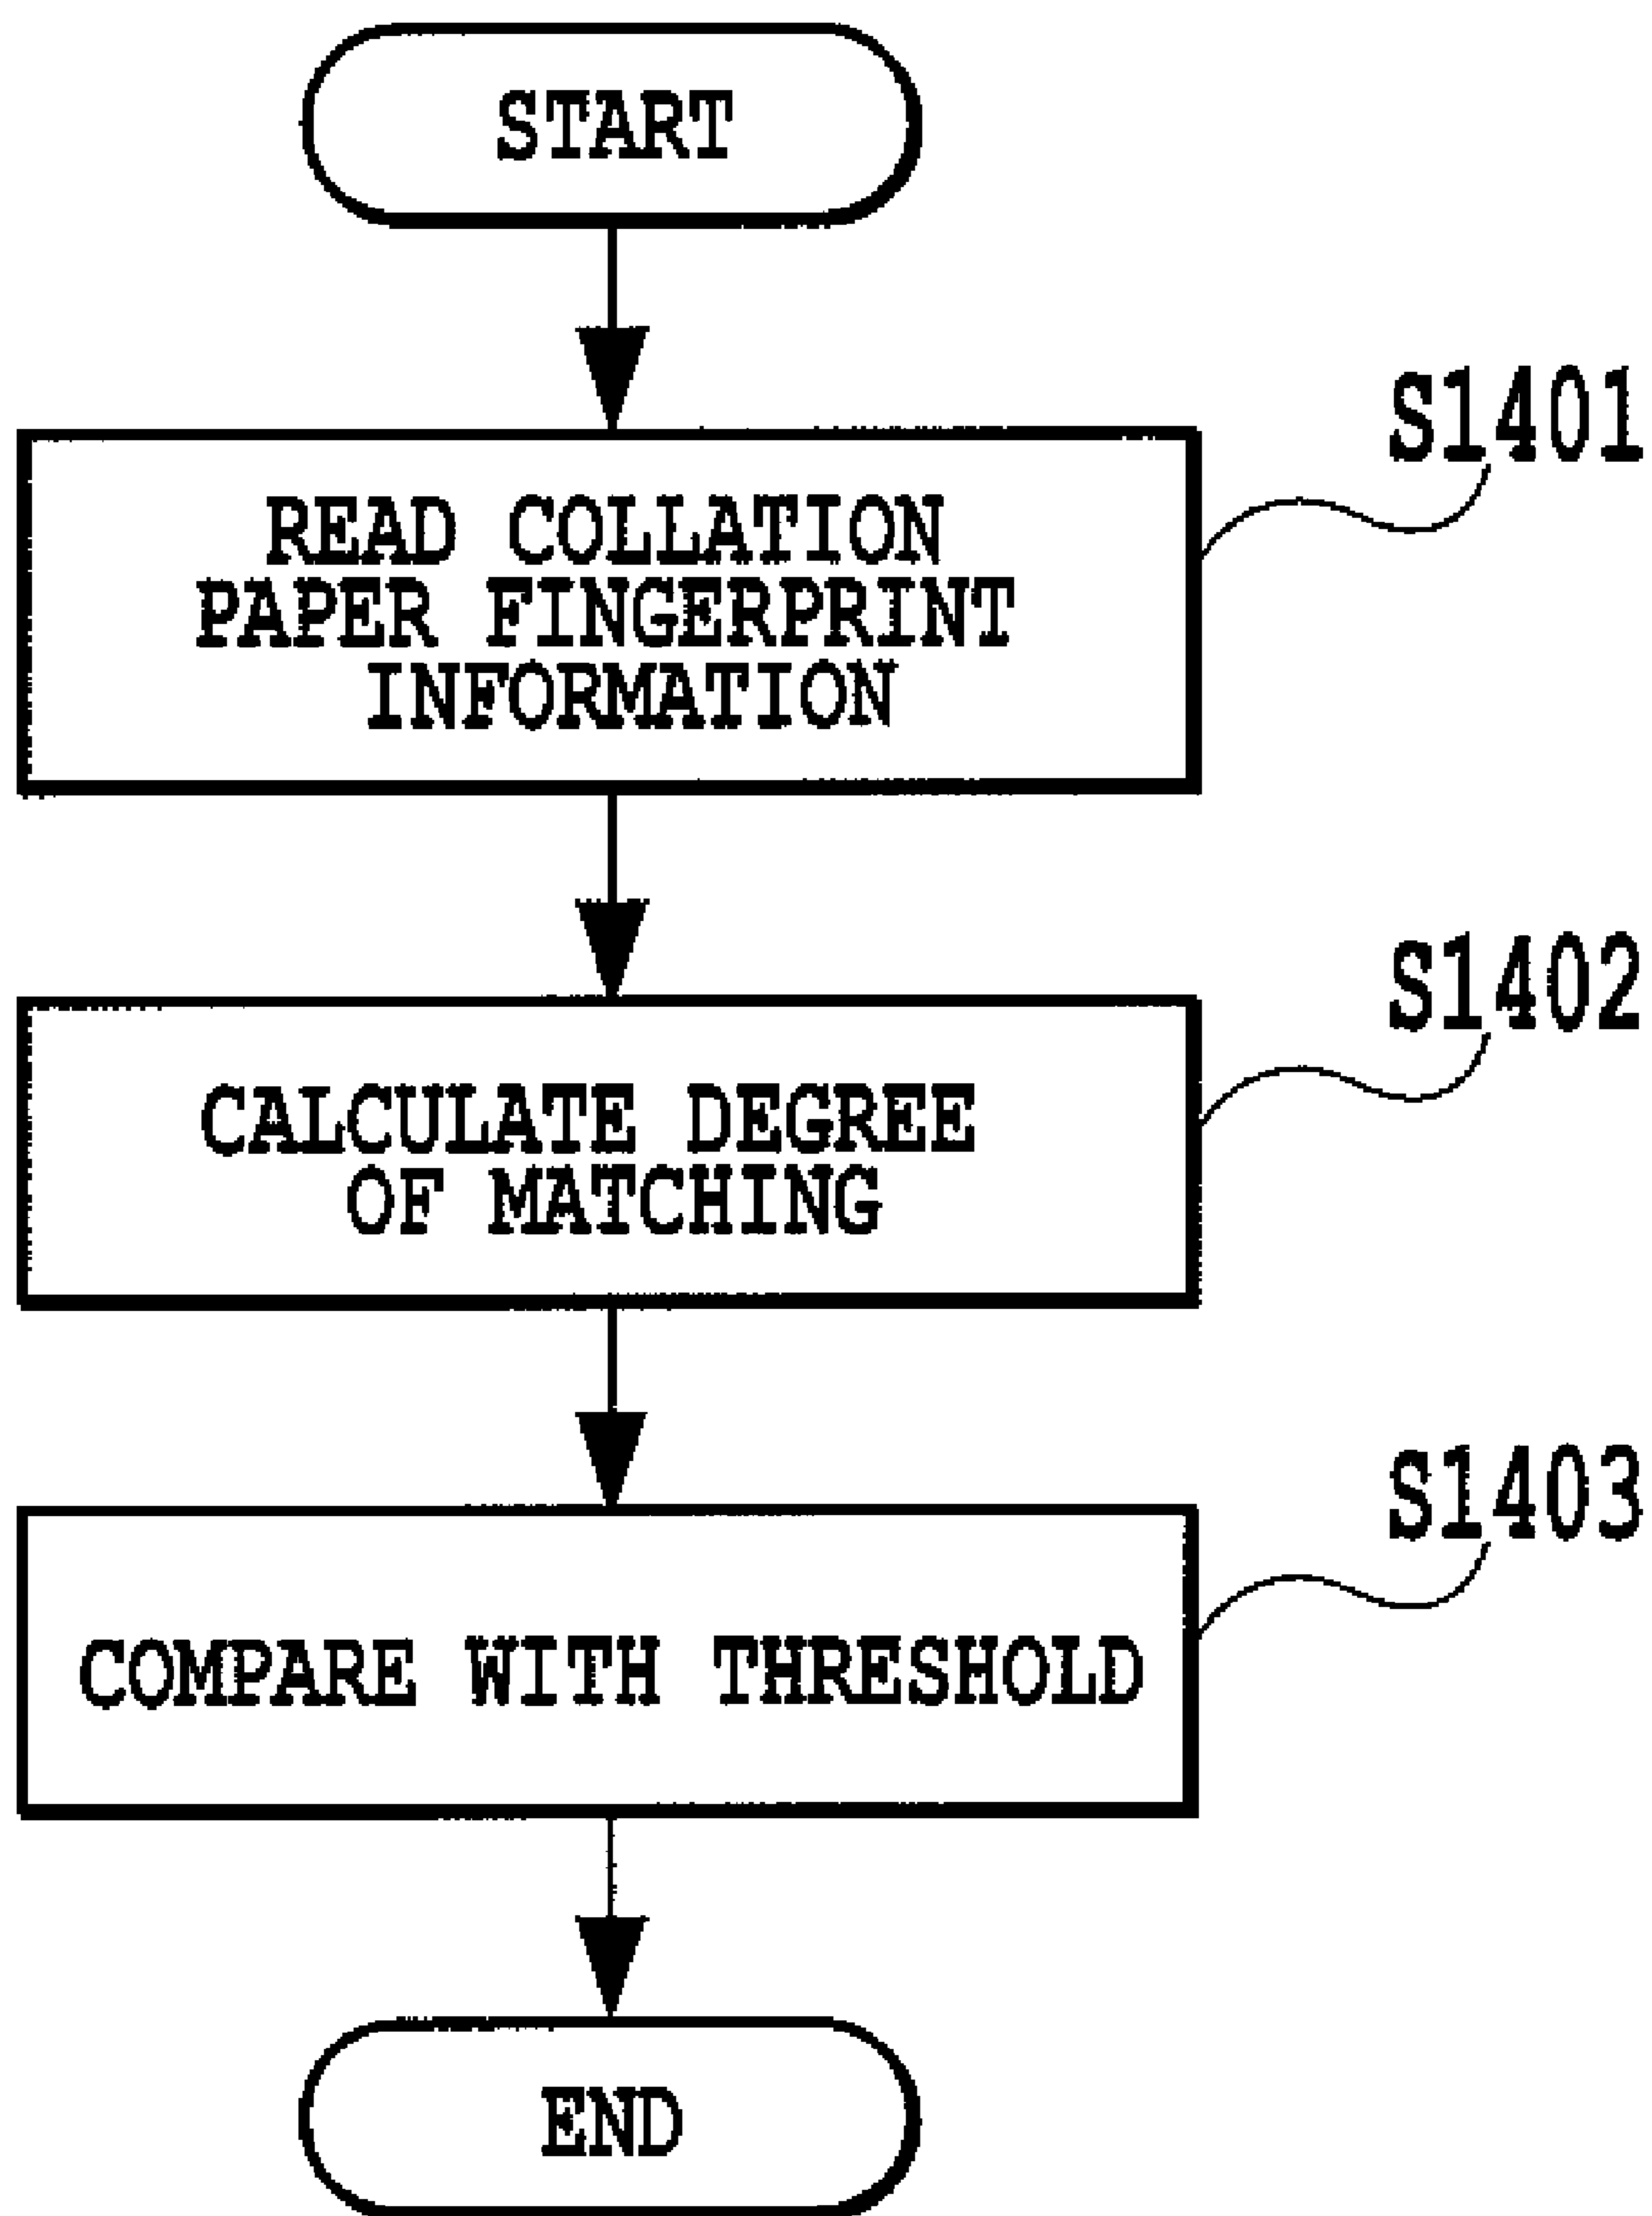 START
S1401
READ COLLATION
PAPER FINGERPRINT
INFORMATION
S1402
CALCULATE DEGREE
OF MATCHING
S1403
COMPARE WITH THRESHOLD
END